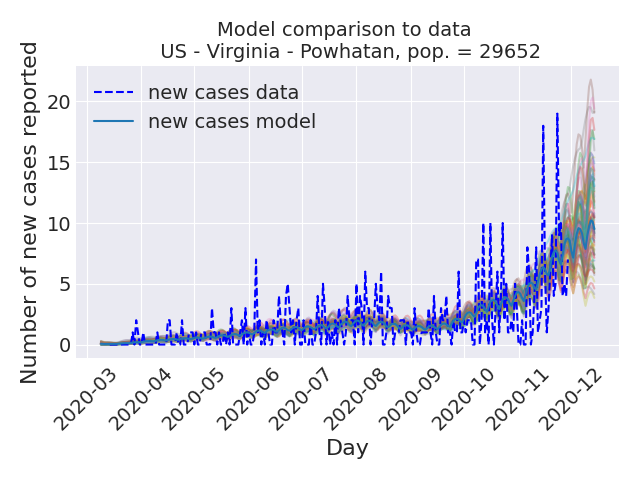 Model comparison to data
US - Virginia - Powhatan, pop. = 29652
new cases data
new cases model
Number of new cases reported
20
15
10
5
0
2020-03
2020-04
2020-05
2020-06
2020-07
2020-08
2020-09
2020-10
2020-11
2020-12
Day